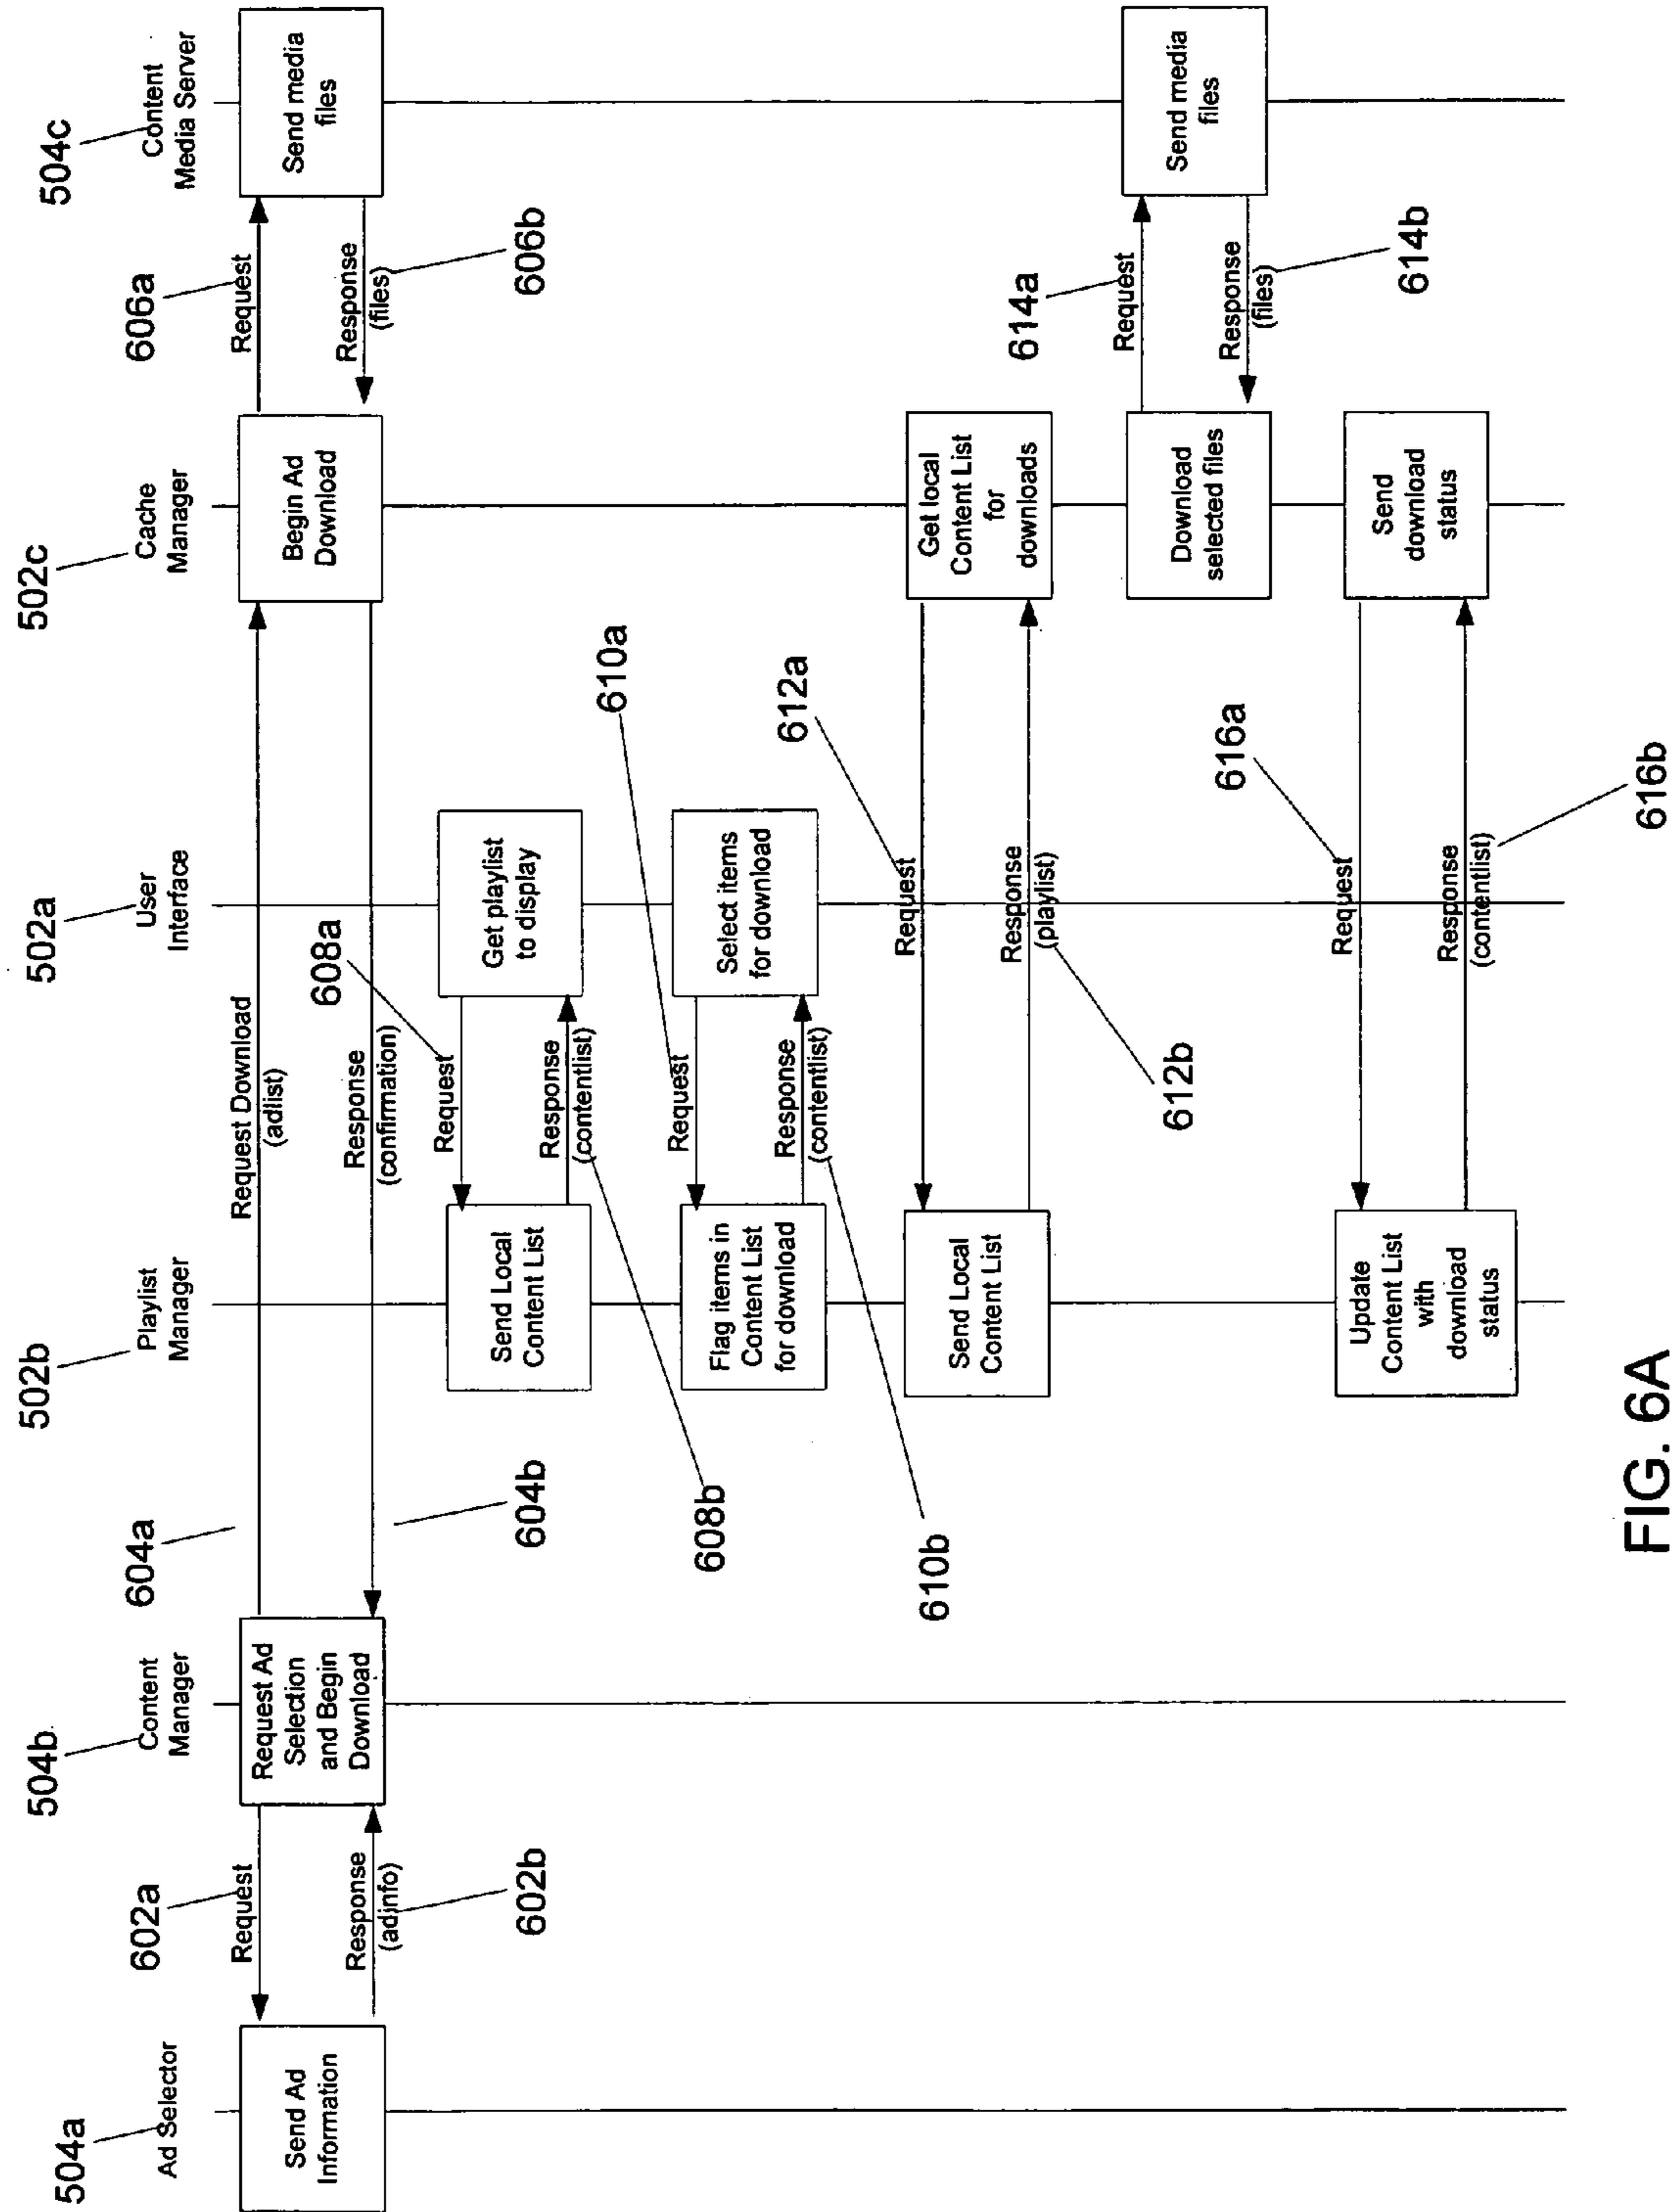 504a
Ad Selector
504b
Content
Manager
502b
Playlist
Manager
502a
User
Interface
502c
Cache
Manager
504c
Content
Media Server
Send Ad
Information
602a
Request
Response
(adinfo)
602b
Request Ad
Selection
and Begin
Download
604a
Request Download
(adlist)
Response
(confirmation)
604b
Begin Ad
Download
606a
Request
Response
(files)
606b
Send media
files
Send Local
Content List
608a
Request
Response
(contentlist)
608b
Get playlist
to display
Flag items in
Content List
for download
610a
Request
Response
(contentlist)
610b
Select items
for download
Send Local
Content List
612a
Request
Response
(playlist)
612b
Get local
Content List
for
downloads
Download
selected files
614a
Request
Response
(files)
614b
Send media
files
Update
Content List
with
download
status
616a
Request
Response
(contentlist)
616b
Send
download
status
FIG. 6A